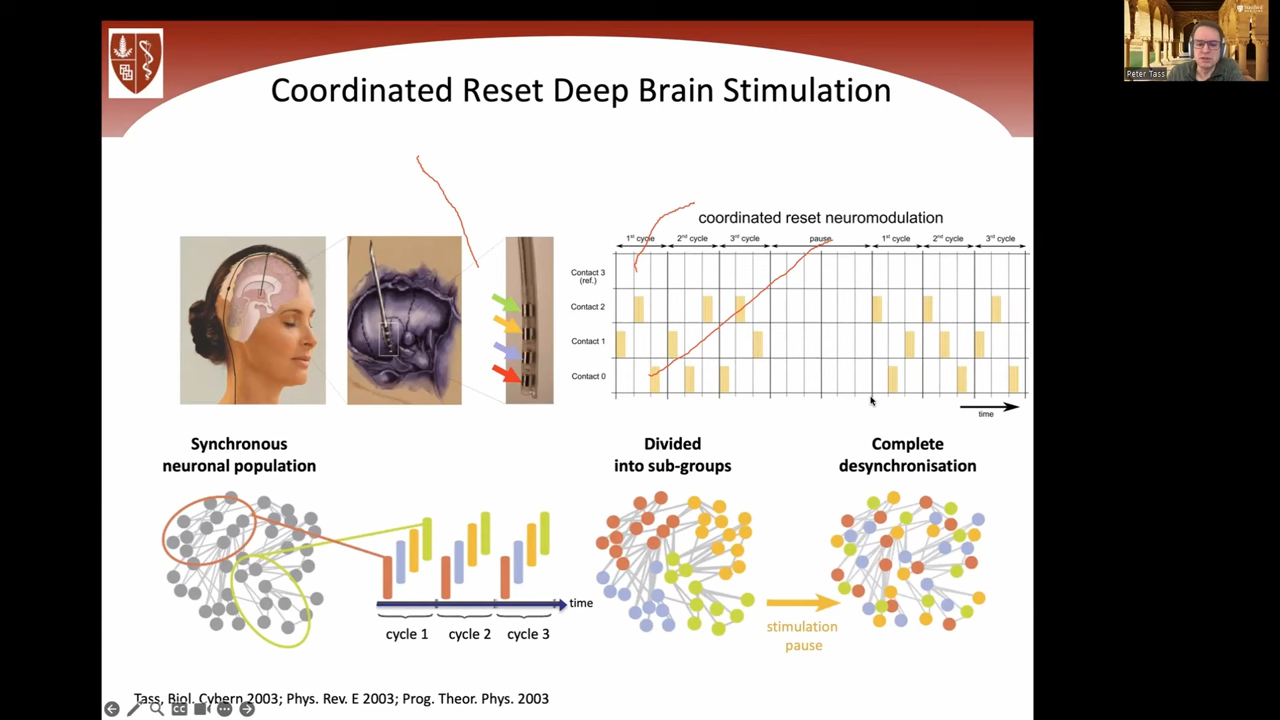 Coordinated Reset Deep Brain Stimulation
Peter Tass
coordinated reset neuromodulation
1st cycle 2nd cycle 3rd cycle pause 1st cycle 2nd cycle 3rd cycle
Contact 3
(ref.)
Contact 2
Contact 1
Contact 0
time
Synchronous
neuronal population
Divided
into sub-groups
Complete
desynchronisation
time
cycle 1 cycle 2 cycle 3
stimulation
pause
Tass, Biol. Cybern 2003; Phys. Rev. E 2003; Prog. Theor. Phys. 2003
CC